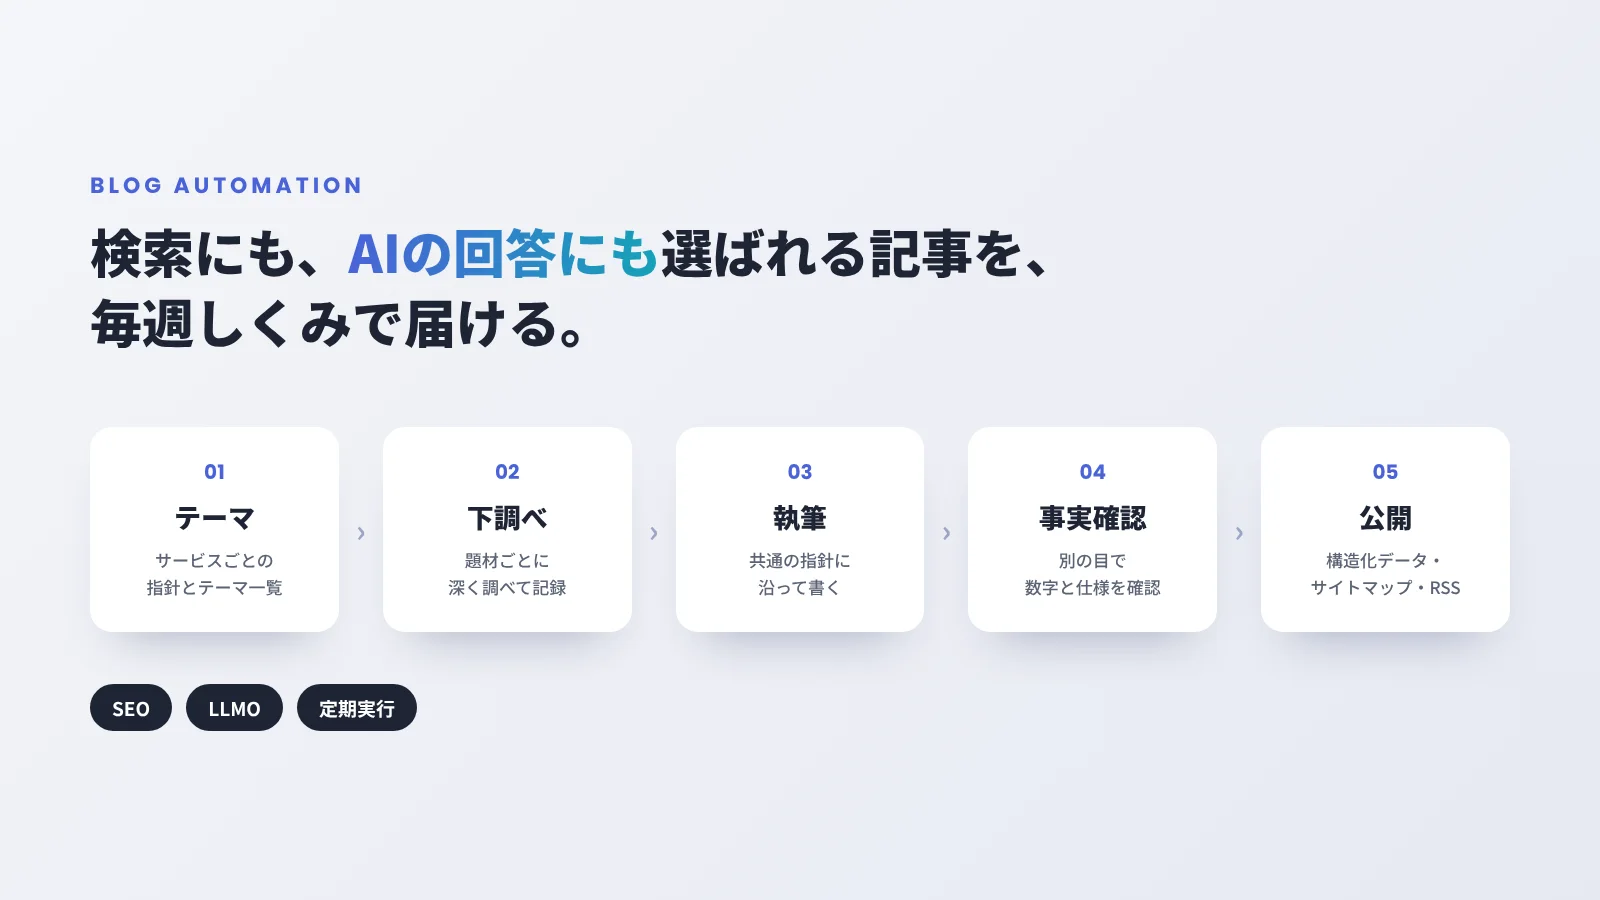 BLOG AUTOMATION
検索にも、AIの回答にも選ばれる記事を、
毎週しくみで届ける。
01
テーマ
サービスごとの
指針とテーマ一覧
›
02
下調べ
題材ごとに
深く調べて記録
›
03
執筆
共通の指針に
沿って書く
›
04
事実確認
別の目で
数字と仕様を確認
›
05
公開
構造化データ・
サイトマップ・RSS
SEO
LLMO
定期実行